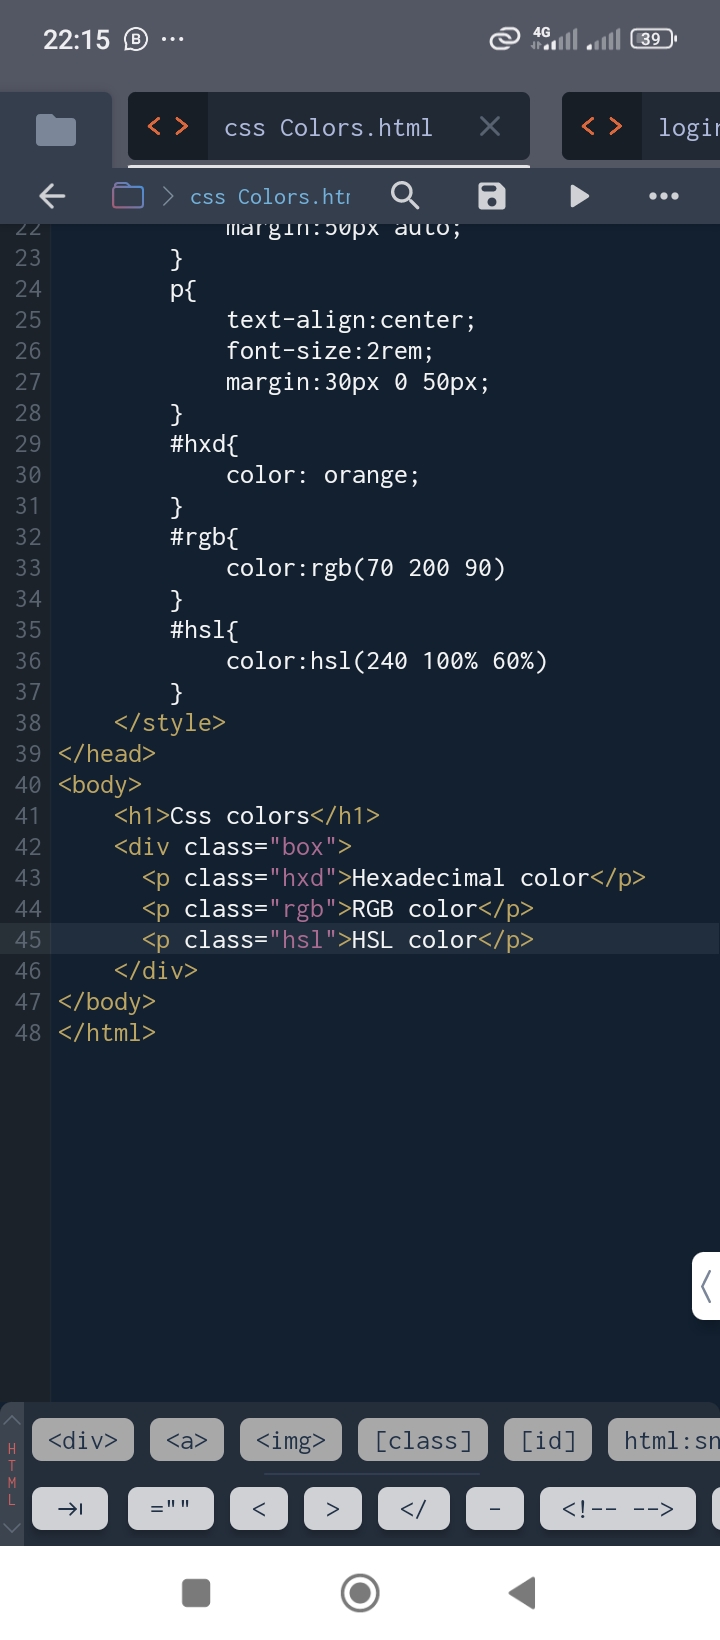 22:15 B ... 4G 39
css Colors.html
css Colors.htm
22 margin:50px auto;
23 }
24 p{
25 text-align:center;
26 font-size:2rem;
27 margin:30px 0 50px;
28 }
29 #hxd{
30 color: orange;
31 }
32 #rgb{
33 color:rgb(70 200 90)
34 }
35 #hsl{
36 color:hsl(240 100% 60%)
37 }
38 </style>
39 </head>
40 <body>
41 <h1>Css colors</h1>
42 <div class="box">
43 <p class="hxd">Hexadecimal color</p>
44 <p class="rgb">RGB color</p>
45 <p class="hsl">HSL color</p>
46 </div>
47 </body>
48 </html>
HTML
<div> <a> <img> [class] [id] html:sn
="" < > </ - <!-- -->